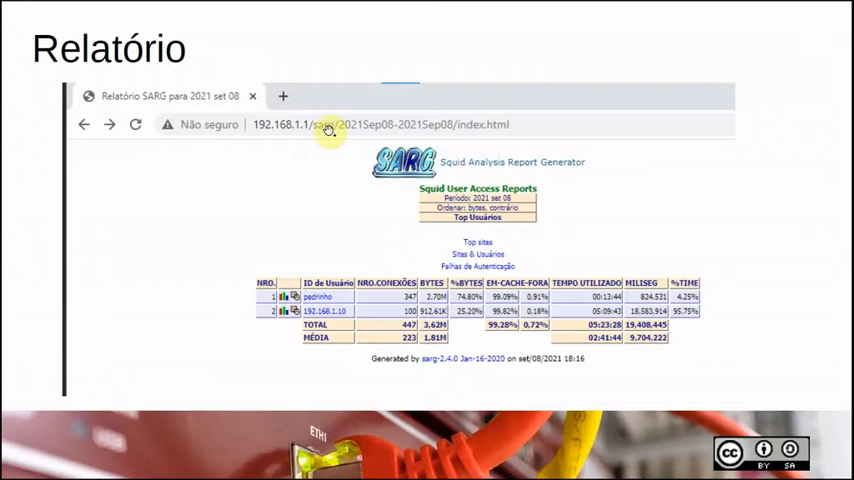 Relatório
Relatório SARG para 2021 set 08
Não seguro 192.168.1.1/sarg/2021Sep08-2021Sep08/index.html
SARG Squid Analysis Report Generator
Squid User Access Reports
Período: 2021 set 08
Ordenar: bytes, contrário
Top Usuários
Top sites
Sites & Usuários
Falhas de Autenticação
NRO. ID de Usuário NRO.CONEXÕES BYTES %BYTES EM-CACHE-FORA TEMPO UTILIZADO MILISEG %TIME
1 pedrinho 347 2,70M 74.80% 99.09% 0.91% 00:13:44 824.531 4.25%
2 192.168.1.10 100 912,61K 25.20% 99.82% 0.18% 05:09:43 18,583,914 95.75%
TOTAL 447 3,62M 99.28% 0,72% 05:23:28 19,408,445
MÉDIA 223 1,81M 02:41:44 9,704,222
Generated by sarg-2.4.0 Jan-16-2020 on set/08/2021 18:16
USB
ETH1
cc BY SA